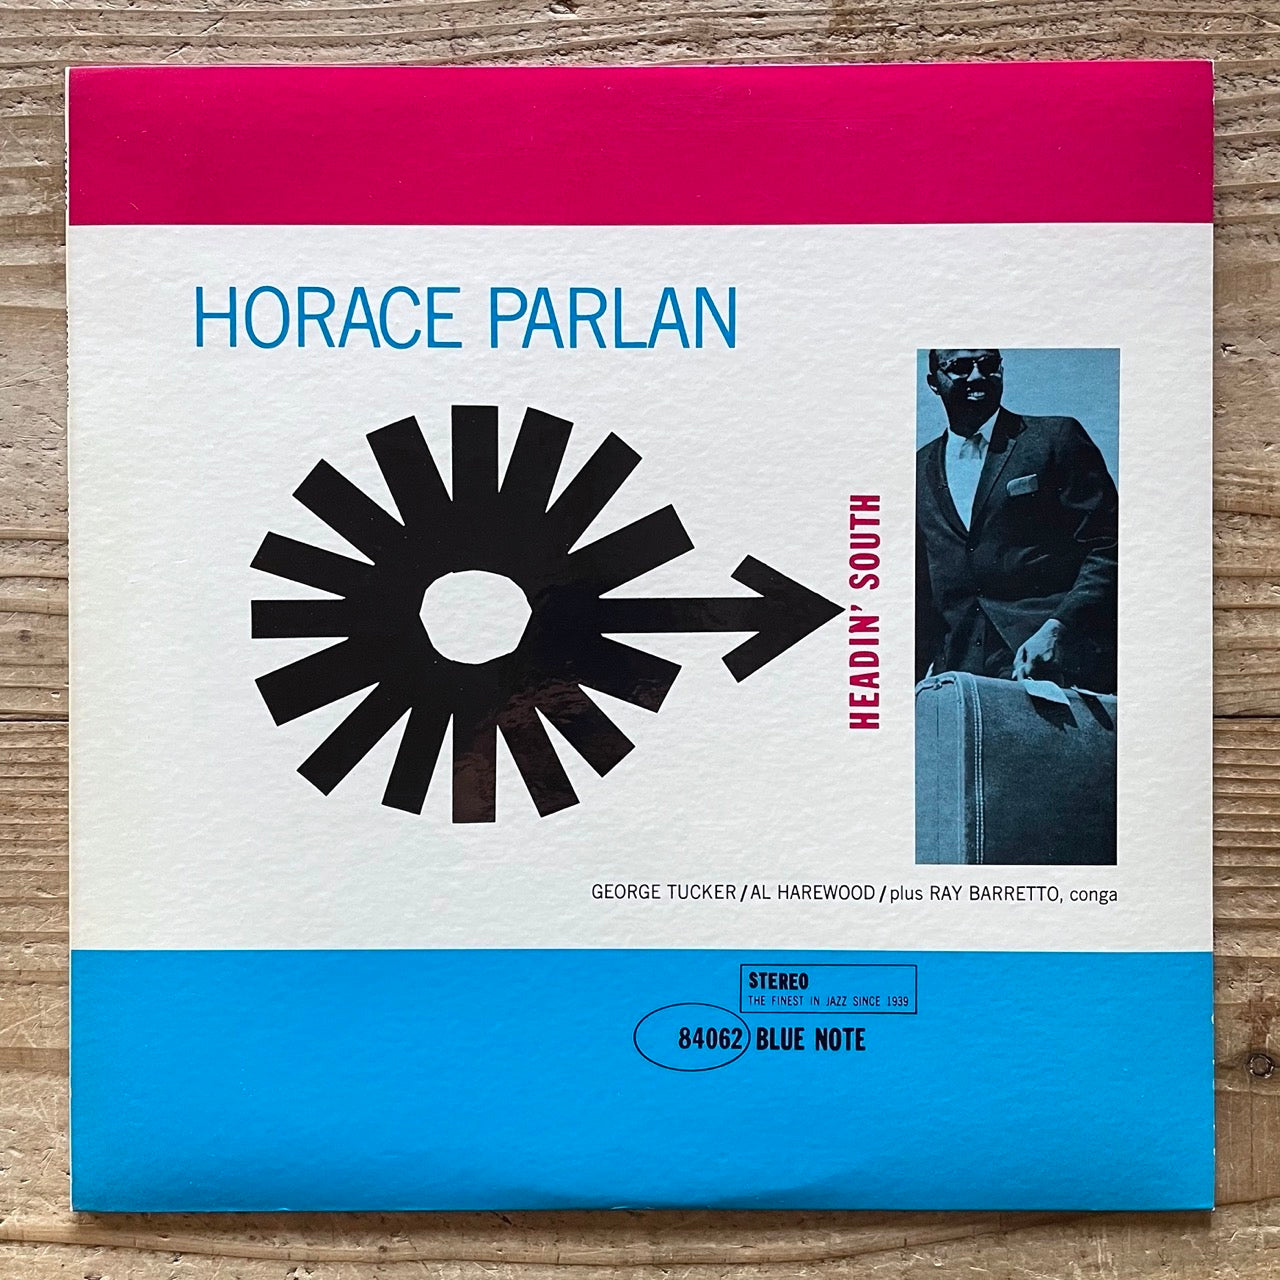 HORACE PARLAN
HEADIN' SOUTH
GEORGE TUCKER/AL HAREWOOD/plus RAY BARRETTO, conga
STEREO
THE FINEST IN JAZZ SINCE 1939
84062 BLUE NOTE